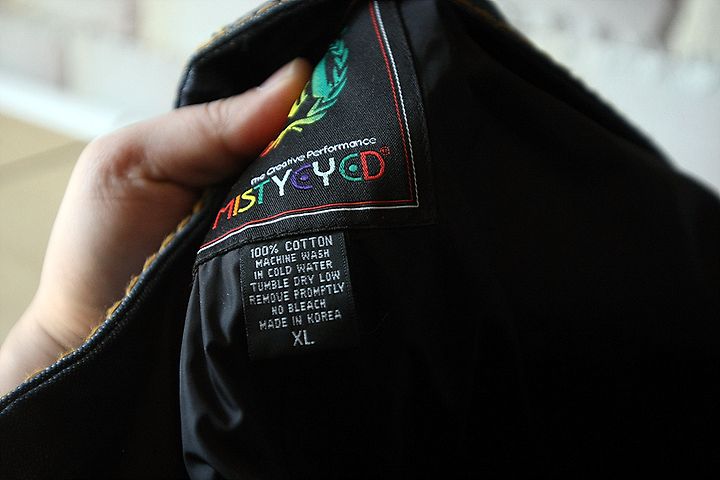 The Creative Performance
MISTYEYED®
100% COTTON
MACHINE WASH
IN COLD WATER
TUMBLE DRY LOW
REMOVE PROMPTLY
NO BLEACH
MADE IN KOREA
XL